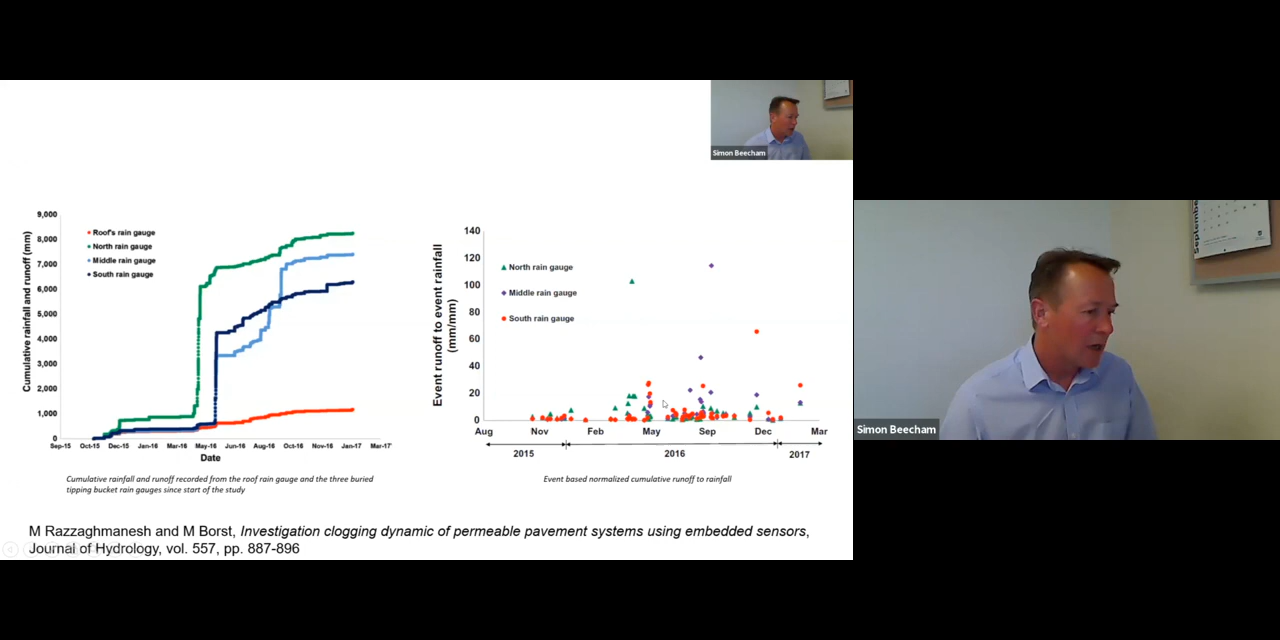 Simon Beecham
9,000
8,000
7,000
6,000
5,000
4,000
3,000
2,000
1,000
0
Cumulative rainfall and runoff (mm)
Roof's rain gauge
North rain gauge
Middle rain gauge
South rain gauge
Sep-15 Oct-15 Dec-15 Jan-16 Mar-16 May-16 Jun-16 Aug-16 Oct-16 Nov-16 Jan-17 Mar-17
Date
140
120
100
80
60
40
20
0
Event runoff to event rainfall
(mm/mm)
North rain gauge
Middle rain gauge
South rain gauge
Aug Nov Feb May Sep Dec Mar
2015 2016 2017
Cumulative rainfall and runoff recorded from the roof rain gauge and the three buried
tipping bucket rain gauges since start of the study
Event based normalized cumulative runoff to rainfall
M Razzaghmanesh and M Borst, Investigation clogging dynamic of permeable pavement systems using embedded sensors,
Journal of Hydrology, vol. 557, pp. 887-896
September
Simon Beecham